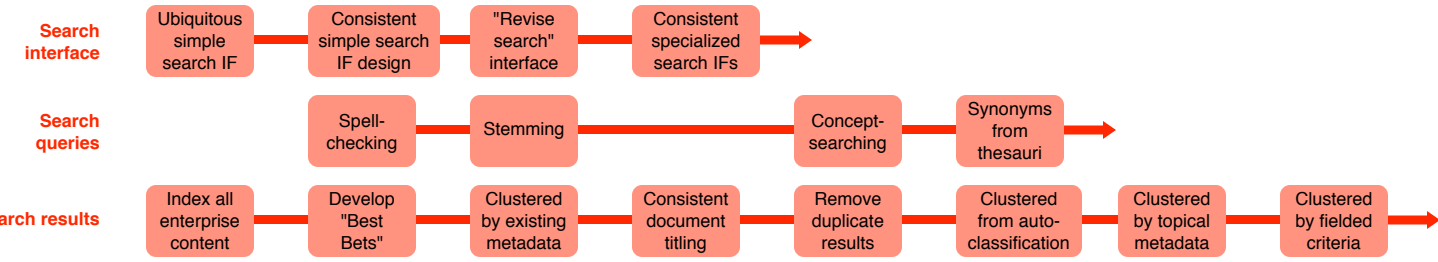 Search
interface
Ubiquitous
simple
search IF
Consistent
simple search
IF design
"Revise
search"
interface
Consistent
specialized
search IFs
Search
queries
Spell-
checking
Stemming
Concept-
searching
Synonyms
from
thesauri
arch results
Index all
enterprise
content
Develop
"Best
Bets"
Clustered
by existing
metadata
Consistent
document
titling
Remove
duplicate
results
Clustered
from auto-
classification
Clustered
by topical
metadata
Clustered
by fielded
criteria